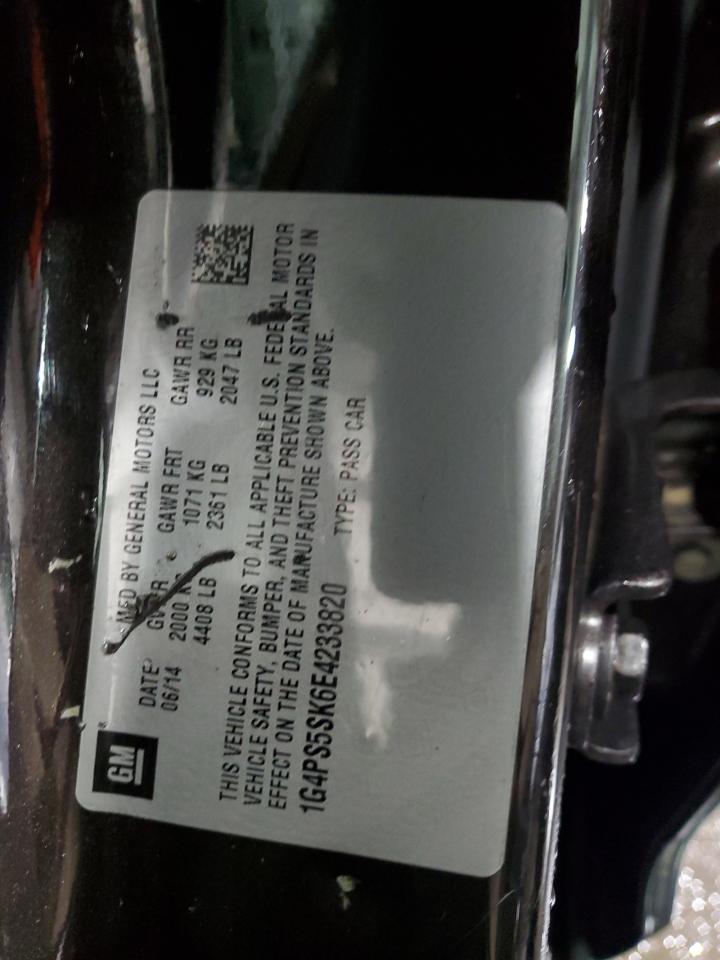 GM
MFD BY GENERAL MOTORS LLC
DATE GVWR GAWR FRT GAWR RR
06/14 2000 KG 1071 KG 929 KG
4408 LB 2361 LB 2047 LB
THIS VEHICLE CONFORMS TO ALL APPLICABLE U.S. FEDERAL MOTOR
VEHICLE SAFETY, BUMPER, AND THEFT PREVENTION STANDARDS IN
EFFECT ON THE DATE OF MANUFACTURE SHOWN ABOVE.
1G4PS5SK6E4233820 TYPE: PASS CAR